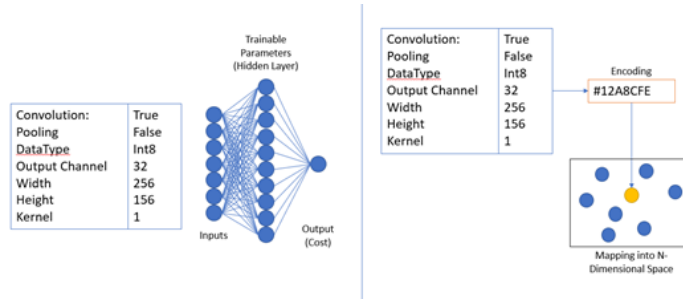 Trainable
Parameters
(Hidden Layer)
Convolution: True
Pooling False
DataType Int8
Output Channel 32
Width 256
Height 156
Kernel 1
Inputs
Output
(Cost)
Convolution: True
Pooling False
DataType Int8
Output Channel 32
Width 256
Height 156
Kernel 1
Encoding
#12A8CFE
Mapping into N-
Dimensional Space